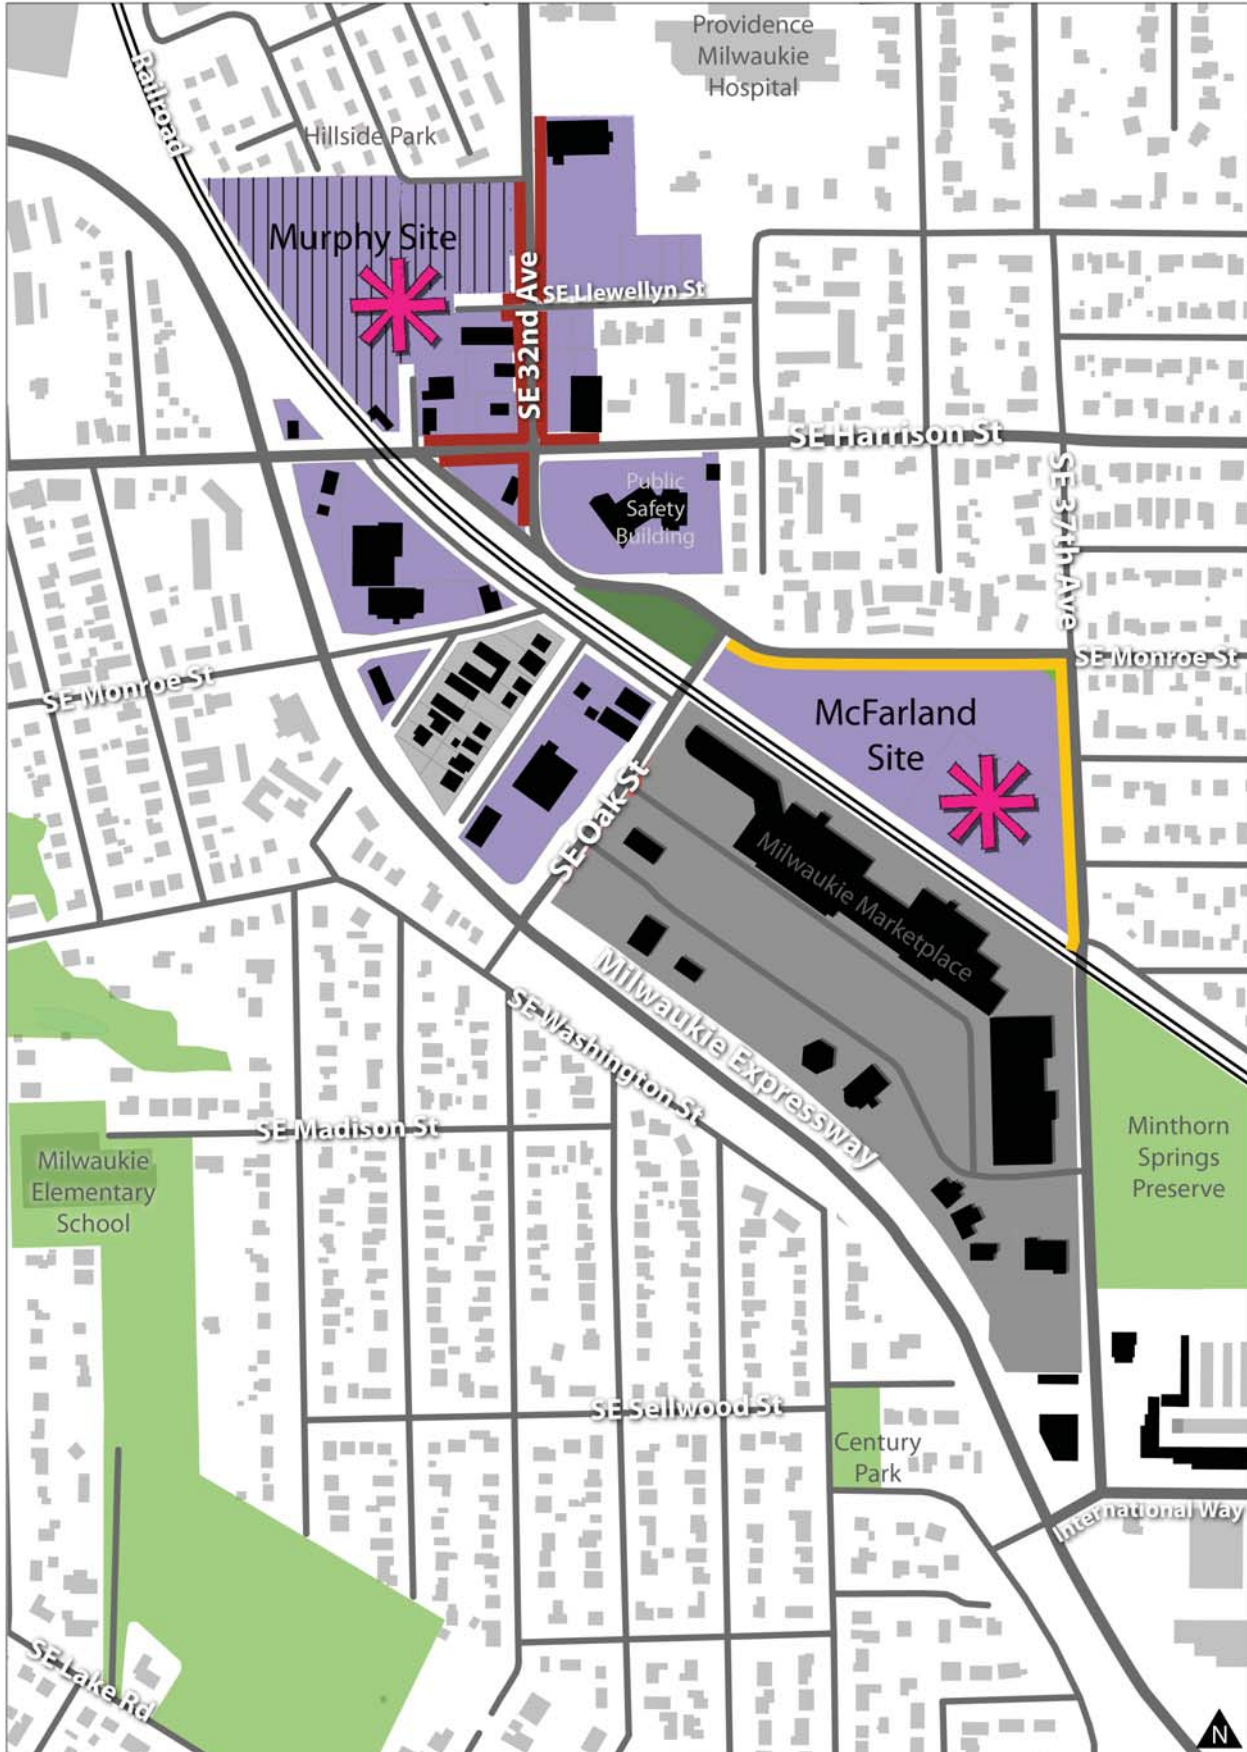 Providence
Milwaukie
Hospital
Railroad
Hillside Park
Murphy Site
SE Llewellyn St
SE 32nd Ave
SE Harrison St
Public
Safety
Building
SE 37th Ave
SE Monroe St
SE Monroe St
McFarland
Site
SE Oak St
Milwaukie Marketplace
Milwaukie Expressway
SE Washington St
SE Madison St
Milwaukie
Elementary
School
Minthorn
Springs
Preserve
SE Sellwood St
Century
Park
International Way
SE Lake Rd
N